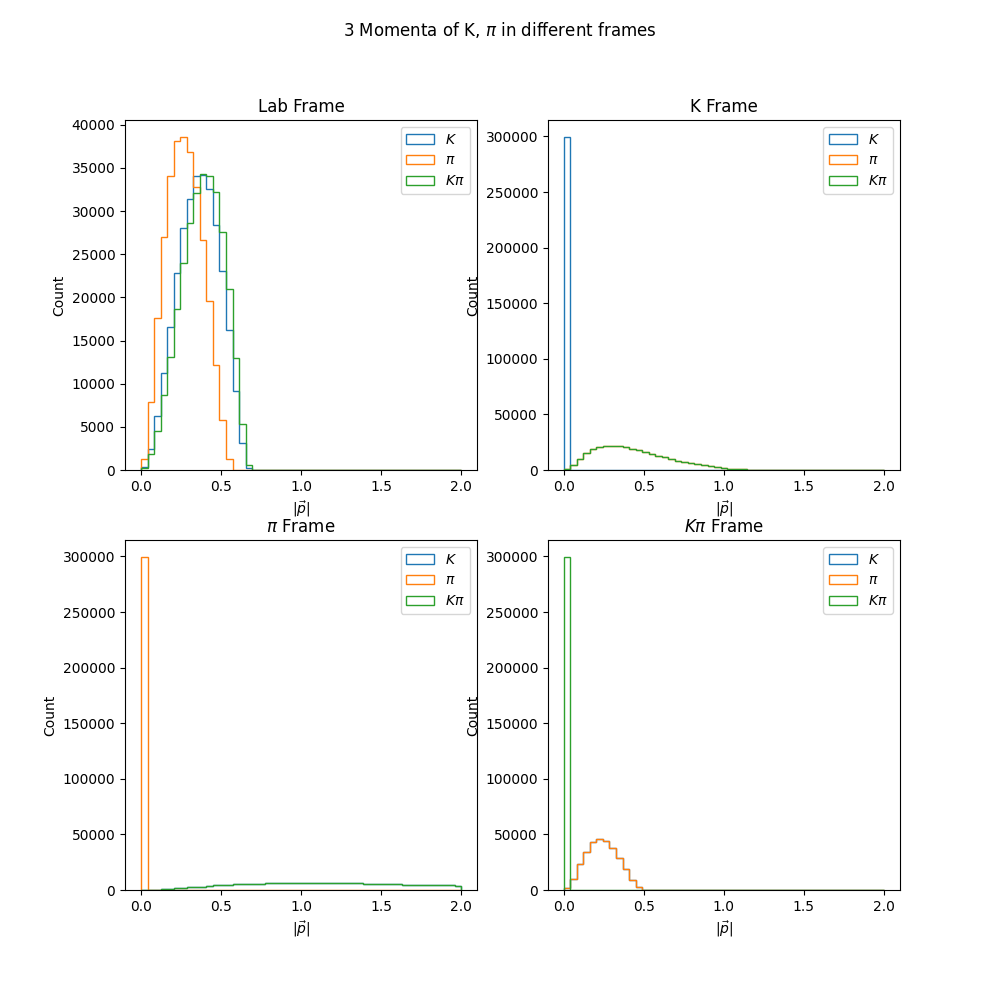 3 Momenta of K, π in different frames
Lab Frame
40000
35000
30000
25000
20000
15000
10000
5000
0
Count
0.0 0.5 1.0 1.5 2.0
|p⃗|
K
π
Kπ
K Frame
300000
250000
200000
150000
100000
50000
0
Count
0.0 0.5 1.0 1.5 2.0
|p⃗|
K
π
Kπ
π Frame
300000
250000
200000
150000
100000
50000
0
Count
0.0 0.5 1.0 1.5 2.0
|p⃗|
K
π
Kπ
Kπ Frame
300000
250000
200000
150000
100000
50000
0
Count
0.0 0.5 1.0 1.5 2.0
|p⃗|
K
π
Kπ